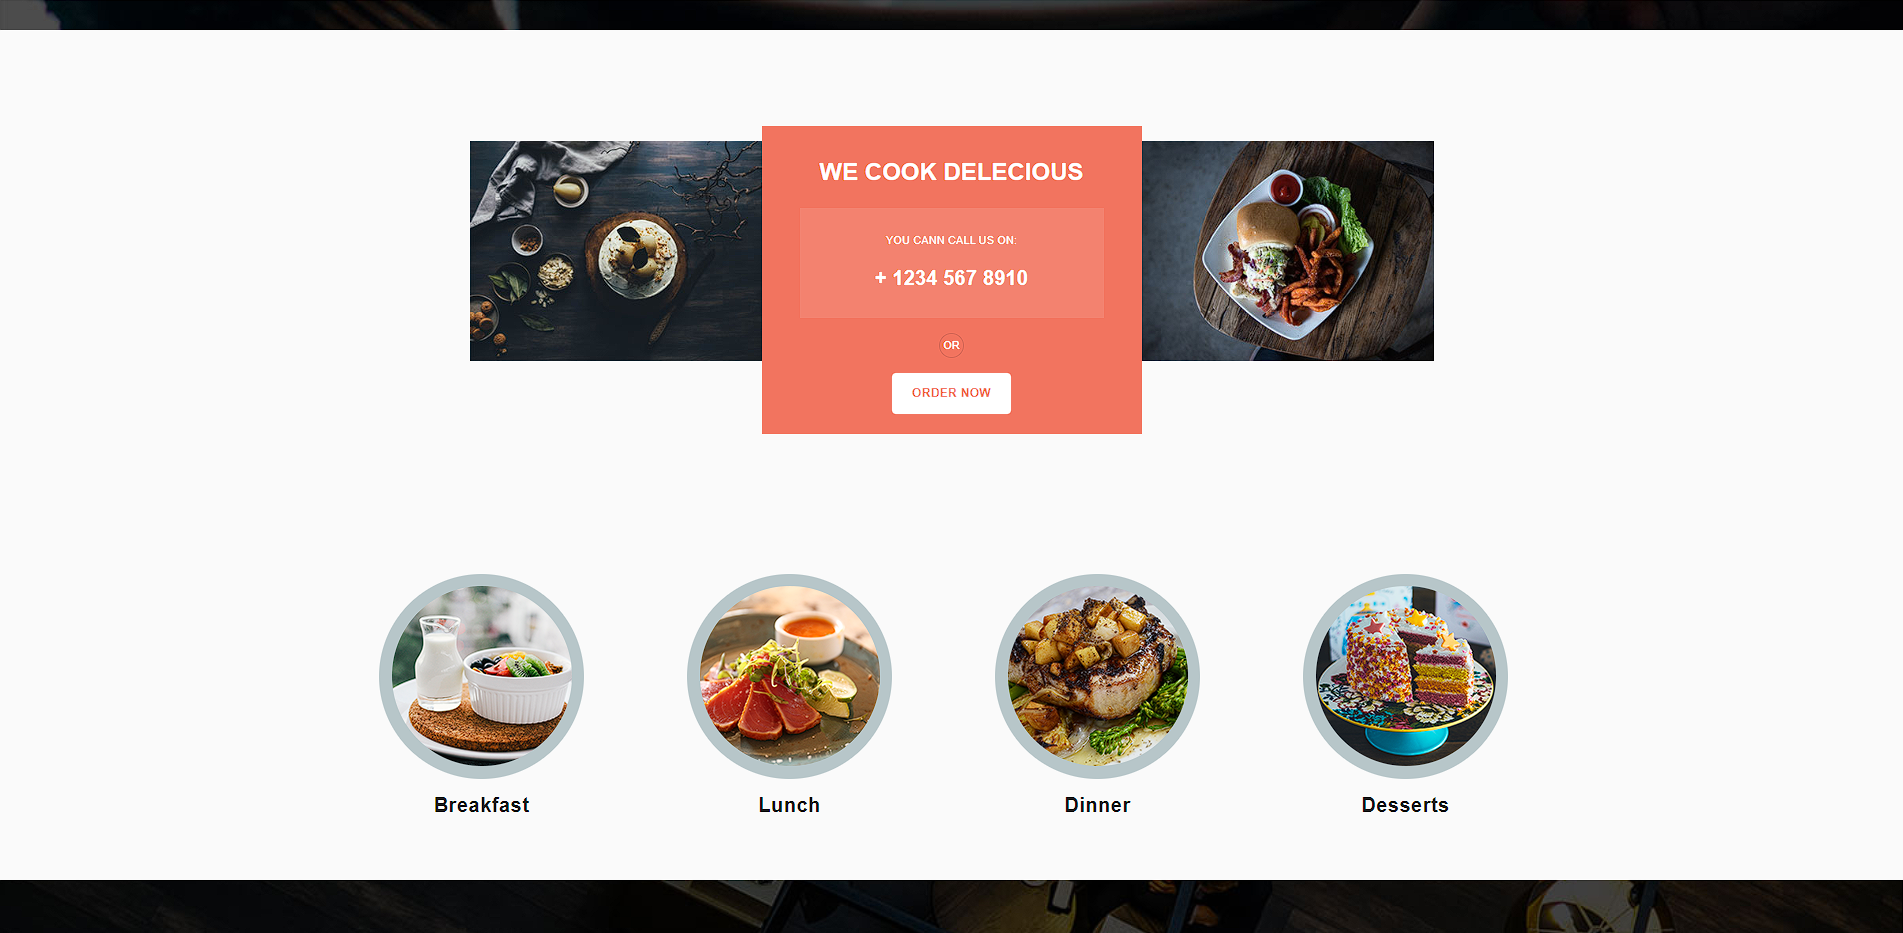 WE COOK DELECIOUS
YOU CANN CALL US ON:
+ 1234 567 8910
OR
ORDER NOW
Breakfast
Lunch
Dinner
Desserts